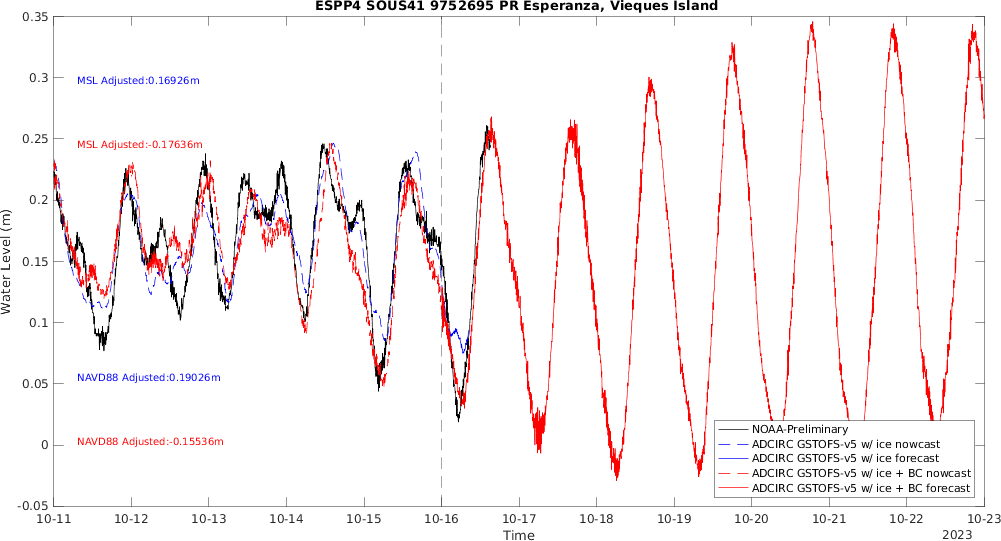 ESPP4 SOUS41 9752695 PR Esperanza, Vieques Island
0.35
0.3
0.25
0.2
0.15
0.1
0.05
0
-0.05
Water Level (m)
MSL Adjusted:0.16926m
MSL Adjusted:-0.17636m
NAVD88 Adjusted:0.19026m
NAVD88 Adjusted:-0.15536m
NOAA-Preliminary
ADCIRC GSTOFS-v5 w/ ice nowcast
ADCIRC GSTOFS-v5 w/ ice forecast
ADCIRC GSTOFS-v5 w/ ice + BC nowcast
ADCIRC GSTOFS-v5 w/ ice + BC forecast
10-11 10-12 10-13 10-14 10-15 10-16 10-17 10-18 10-19 10-20 10-21 10-22 10-23
Time
2023